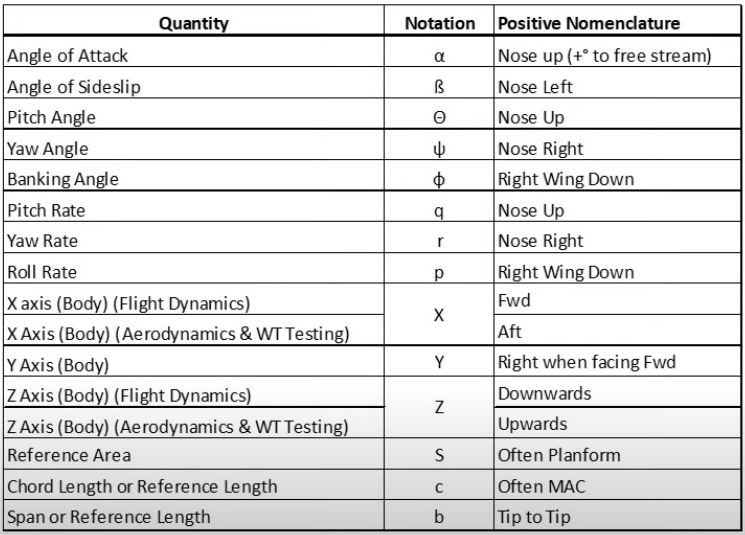 Quantity Notation Positive Nomenclature
Angle of Attack α Nose up (+° to free stream)
Angle of Sideslip ß Nose Left
Pitch Angle Θ Nose Up
Yaw Angle ψ Nose Right
Banking Angle ϕ Right Wing Down
Pitch Rate q Nose Up
Yaw Rate r Nose Right
Roll Rate p Right Wing Down
X axis (Body) (Flight Dynamics) X Fwd
X Axis (Body) (Aerodynamics & WT Testing) Aft
Y Axis (Body) Y Right when facing Fwd
Z Axis (Body) (Flight Dynamics) Z Downwards
Z Axis (Body) (Aerodynamics & WT Testing) Upwards
Reference Area S Often Planform
Chord Length or Reference Length c Often MAC
Span or Reference Length b Tip to Tip